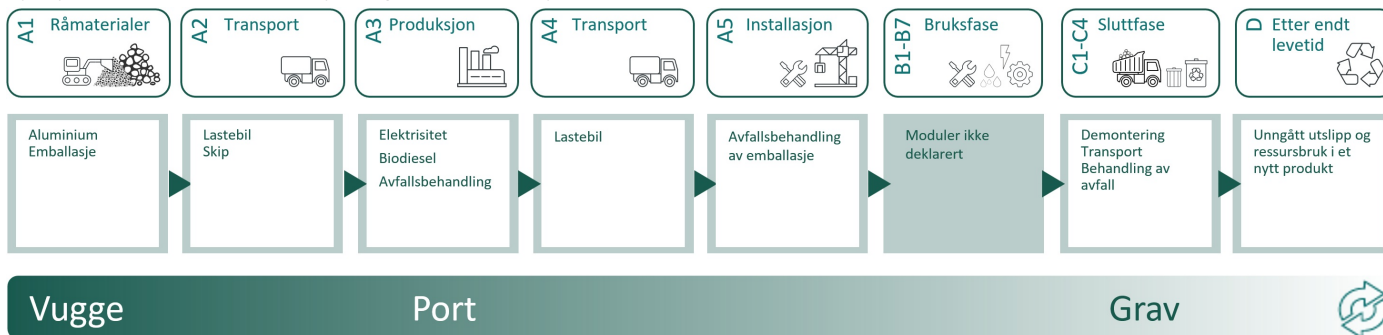 A1 Råmaterialer
A2 Transport
A3 Produksjon
A4 Transport
A5 Installasjon
B1-B7 Bruksfase
C1-C4 Sluttfase
D Etter endt
levetid
Aluminium
Emballasje
Lastebil
Skip
Elektrisitet
Biodiesel
Avfallsbehandling
Lastebil
Avfallsbehandling
av emballasje
Moduler ikke
deklarert
Demontering
Transport
Behandling av
avfall
Unngått utslipp og
ressursbruk i et
nytt produkt
Vugge
Port
Grav